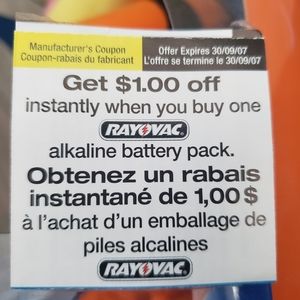 Manufacturer's Coupon
Coupon-rabais du fabricant
Offer Expires 30/09/07
L'offre se termine le 30/09/07
Get $1.00 off
instantly when you buy one
RAYOVAC
alkaline battery pack.
Obtenez un rabais
instantané de 1,00 $
à l'achat d'un emballage de
piles alcalines
RAYOVAC